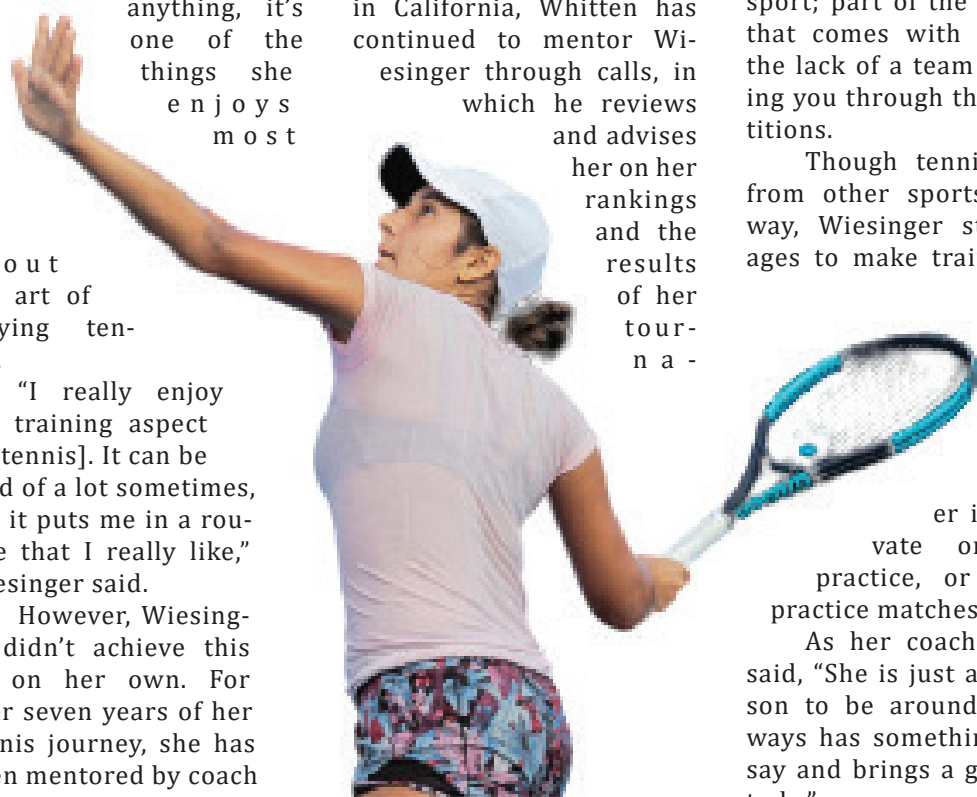 anything, it’s
one of the
things she
enjoys
most
out
art of
ying ten-
“I really enjoy
training aspect
tennis]. It can be
d of a lot sometimes,
it puts me in a rou-
e that I really like,”
esinger said.
However, Wiesing-
didn’t achieve this
on her own. For
r seven years of her
nis journey, she has
en mentored by coach
in California, Whitten has
continued to mentor Wi-
esinger through calls, in
which he reviews
and advises
her on her
rankings
and the
results
of her
tour-
na-
sport; part of the
that comes with
the lack of a team
ing you through th
titions.
Though tenni
from other sports
way, Wiesinger st
ages to make trai
er i
vate or
practice, or
practice matches
As her coach
said, “She is just a
son to be around
ways has somethin
say and brings a g